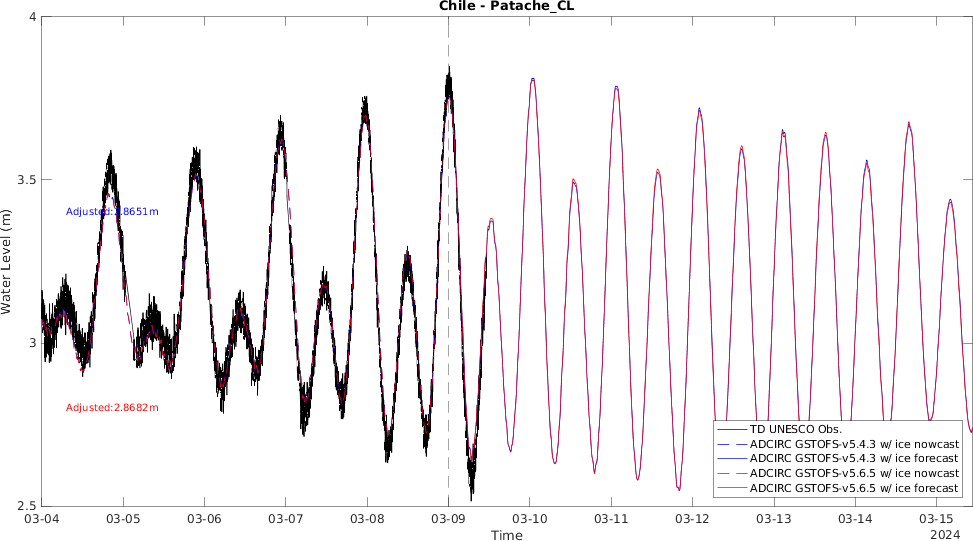 Chile - Patache_CL
Water Level (m)
4
3.5
3
2.5
Adjusted:2.8651m
Adjusted:2.8682m
TD UNESCO Obs.
ADCIRC GSTOFS-v5.4.3 w/ ice nowcast
ADCIRC GSTOFS-v5.4.3 w/ ice forecast
ADCIRC GSTOFS-v5.6.5 w/ ice nowcast
ADCIRC GSTOFS-v5.6.5 w/ ice forecast
03-04 03-05 03-06 03-07 03-08 03-09 03-10 03-11 03-12 03-13 03-14 03-15
Time
2024